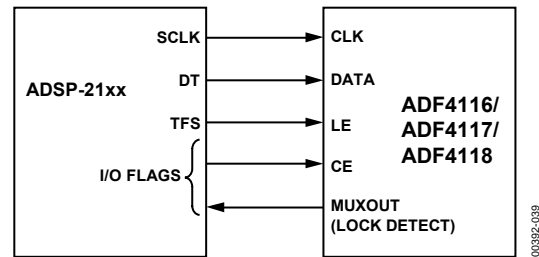 ADSP-21xx
SCLK
DT
TFS
I/O FLAGS
CLK
DATA
LE
CE
MUXOUT
(LOCK DETECT)
ADF4116/
ADF4117/
ADF4118
00392-039